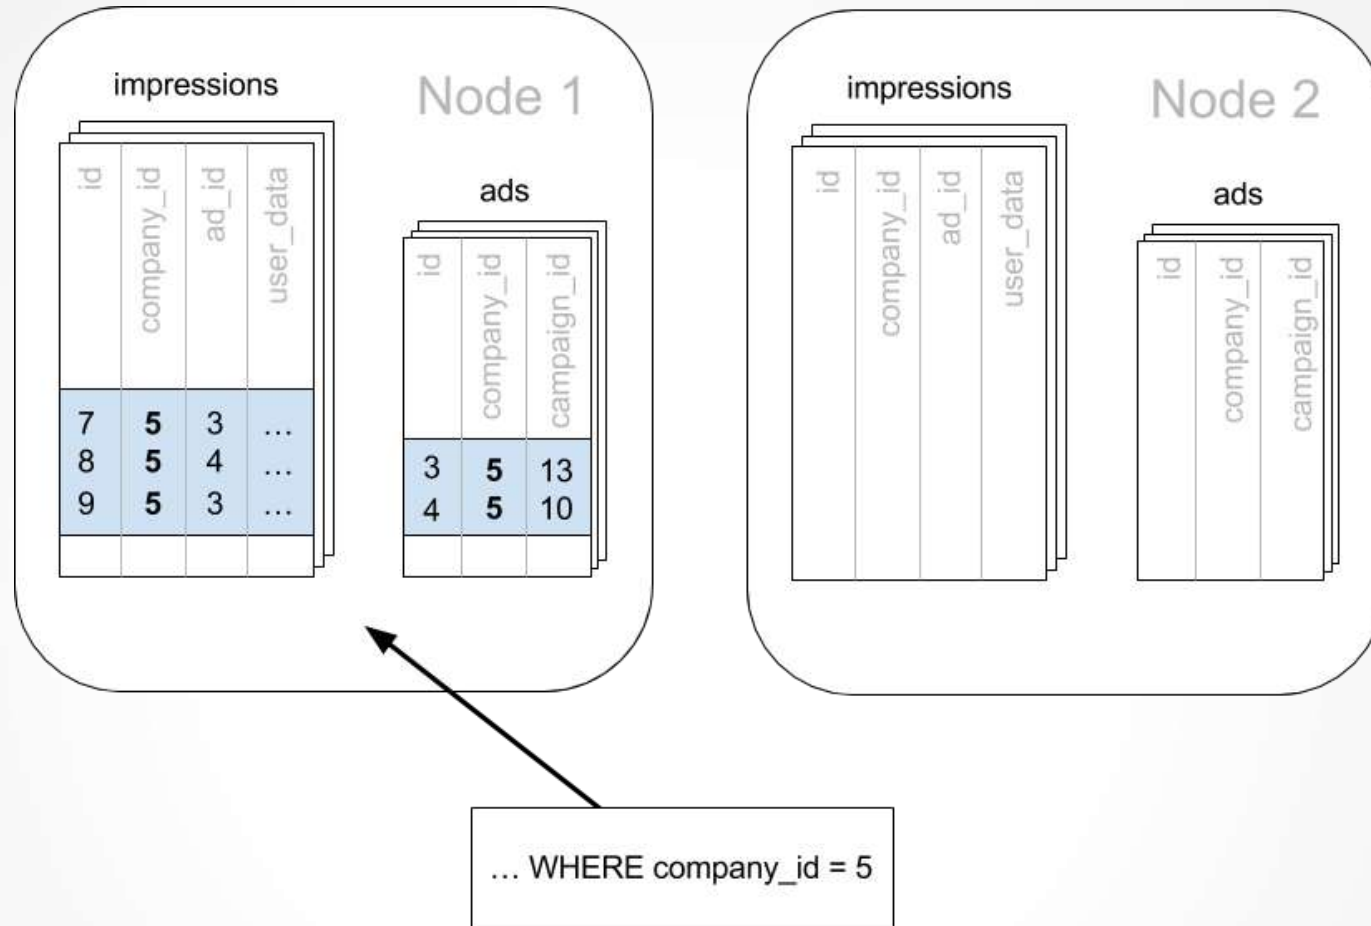 impressions
Node 1
id
company_id
ad_id
user_data
7 5 3 ...
8 5 4 ...
9 5 3 ...
ads
id
company_id
campaign_id
3 5 13
4 5 10
impressions
Node 2
id
company_id
ad_id
user_data
ads
id
company_id
campaign_id
... WHERE company_id = 5